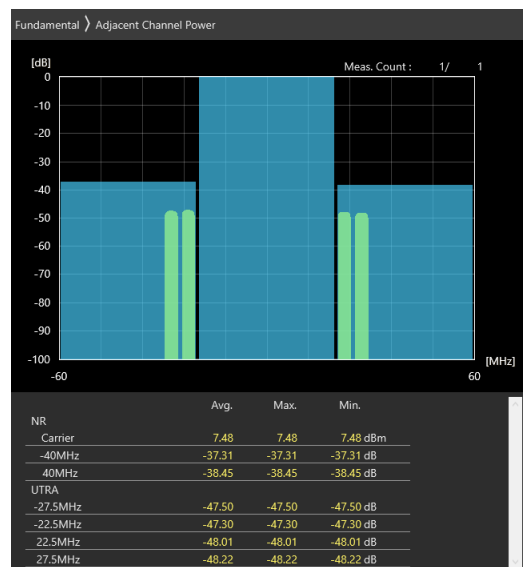 Fundamental ⟩ Adjacent Channel Power
[dB]
Meas. Count : 1/ 1
0
-10
-20
-30
-40
-50
-60
-70
-80
-90
-100
[MHz]
-60 60
Avg. Max. Min.
NR
Carrier 7.48 7.48 7.48 dBm
-40MHz -37.31 -37.31 -37.31 dB
40MHz -38.45 -38.45 -38.45 dB
UTRA
-27.5MHz -47.50 -47.50 -47.50 dB
-22.5MHz -47.30 -47.30 -47.30 dB
22.5MHz -48.01 -48.01 -48.01 dB
27.5MHz -48.22 -48.22 -48.22 dB